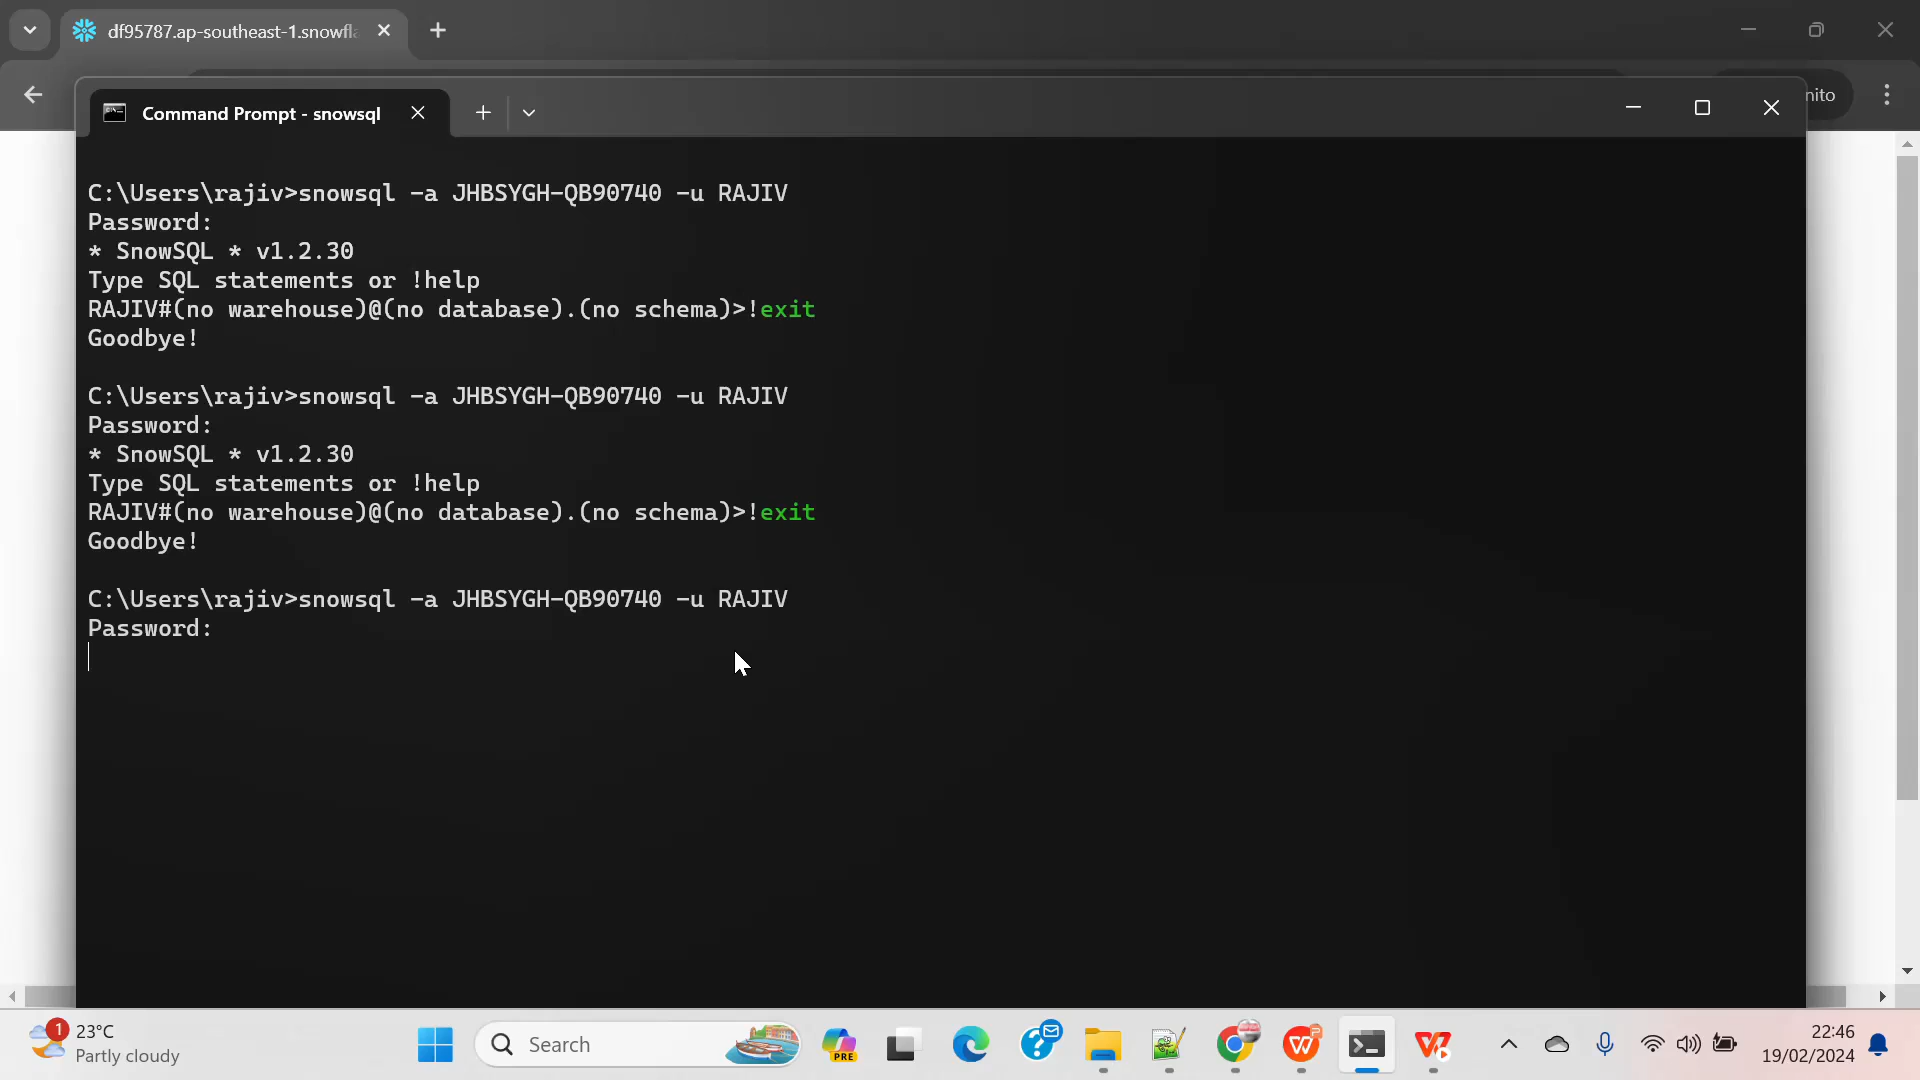 df95787.ap-southeast-1.snowfl
nito
Command Prompt - snowsql
C:\Users\rajiv>snowsql -a JHBSYGH-QB90740 -u RAJIV
Password:
* SnowSQL * v1.2.30
Type SQL statements or !help
RAJIV#(no warehouse)@(no database).(no schema)>!exit
Goodbye!
C:\Users\rajiv>snowsql -a JHBSYGH-QB90740 -u RAJIV
Password:
* SnowSQL * v1.2.30
Type SQL statements or !help
RAJIV#(no warehouse)@(no database).(no schema)>!exit
Goodbye!
C:\Users\rajiv>snowsql -a JHBSYGH-QB90740 -u RAJIV
Password:
1
23°C
Partly cloudy
Search
PRE
22:46
19/02/2024